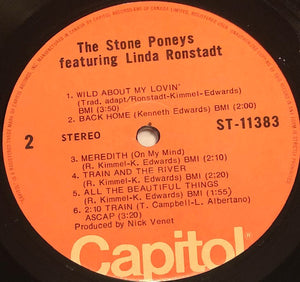 The Stone Poneys
featuring Linda Ronstadt
1. WILD ABOUT MY LOVIN'
(Trad. adapt/Ronstadt-Kimmel-Edwards)
BMI (3:50)
2. BACK HOME (Kenneth Edwards) BMI (2:00)
2 STEREO ST-11383
3. MEREDITH (On My Mind)
(R. Kimmel-K. Edwards) BMI (2:10)
4. TRAIN AND THE RIVER
(R. Kimmel-K. Edwards) BMI (2:20)
5. ALL THE BEAUTIFUL THINGS
(R. Kimmel-K. Edwards) BMI (1:55)
6. 2:10 TRAIN (T. Campbell-L. Albertano)
ASCAP (3:20)
Produced by Nick Venet
Capitol